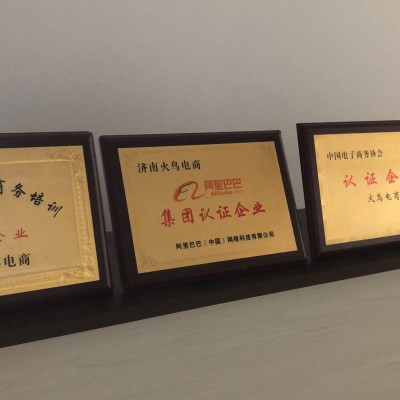 务培训
企业
电商
济南火鸟电商
阿里巴巴
Alibaba.com
集团认证企业
阿里巴巴（中国）网络科技有限公司
中国电子商务协会
认证企
火鸟电商